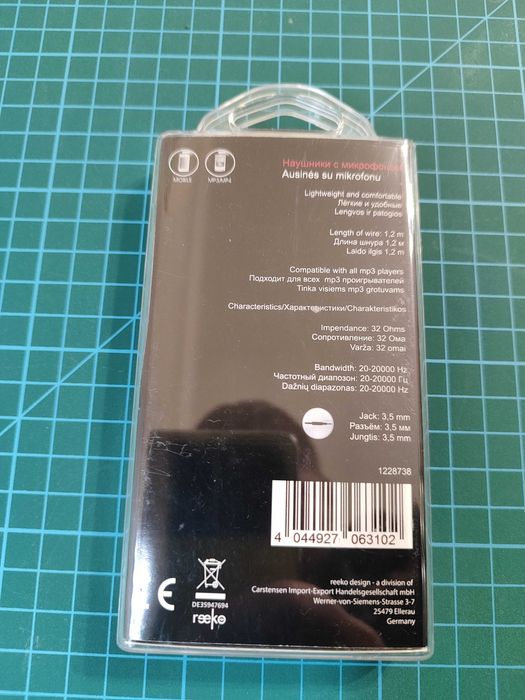 MOBILE
MP3/MP4
Наушники с микрофоном
Ausinės su mikrofonu
Lightweight and comfortable
Лёгкие и удобные
Lengvos ir patogios
Length of wire: 1,2 m
Длина шнура 1,2 м
Laido ilgis 1,2 m
Compatible with all mp3 players
Подходит для всех mp3 проигрывателей
Tinka visiems mp3 grotuvams
Characteristics/Характеристики/Charakteristikos
Impendance: 32 Ohms
Сопротивление: 32 Ома
Varža: 32 omai
Bandwidth: 20-20000 Hz
Частотный диапазон: 20-20000 Гц
Dažnių diapazonas: 20-20000 Hz
Jack: 3,5 mm
Разъём: 3,5 мм
Jungtis: 3,5 mm
1228738
4 044927 063102
CE
DE35947694
reeko
reeko design - a division of
Carstensen Import-Export Handelsgesellschaft mbH
Werner-von-Siemens-Strasse 3-7
25479 Ellerau
Germany